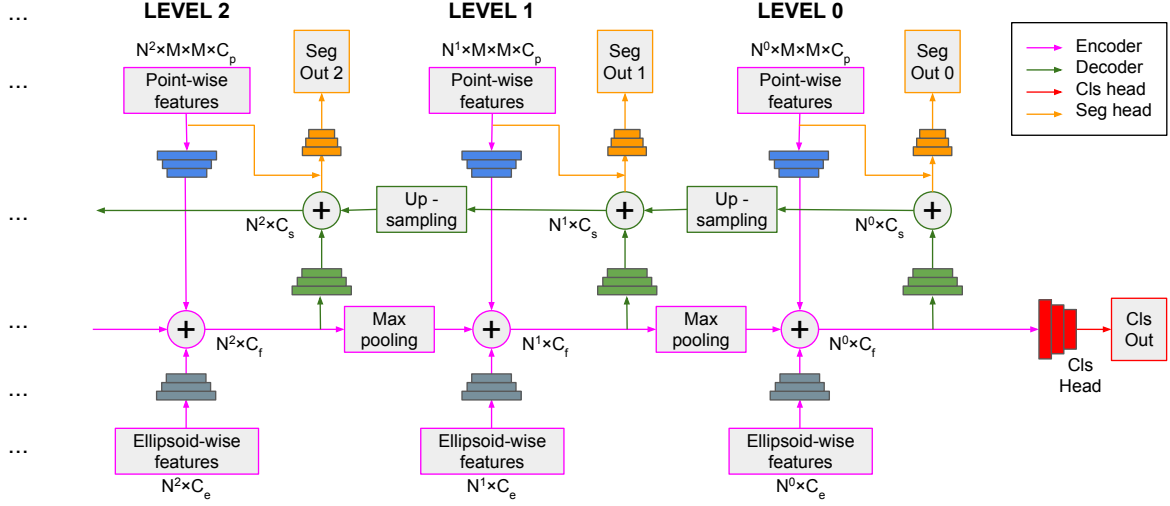 ...
LEVEL 2
LEVEL 1
LEVEL 0
N²×M×M×Cₚ
Seg
Out 2
N¹×M×M×Cₚ
Seg
Out 1
N⁰×M×M×Cₚ
Seg
Out 0
Encoder
Decoder
Cls head
Seg head
...
Point-wise
features
Point-wise
features
Point-wise
features
...
N²×Cₛ
Up -
sampling
N¹×Cₛ
Up -
sampling
N⁰×Cₛ
...
N²×C_f
Max
pooling
N¹×C_f
Max
pooling
N⁰×C_f
Cls
Head
Cls
Out
...
...
Ellipsoid-wise
features
Ellipsoid-wise
features
Ellipsoid-wise
features
N²×Cₑ
N¹×Cₑ
N⁰×Cₑ